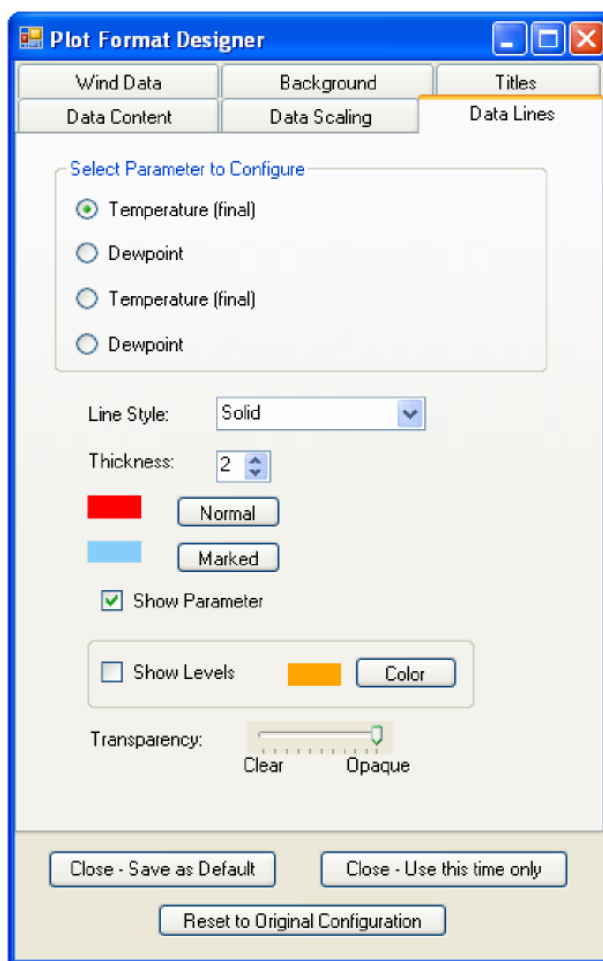 Plot Format Designer
Wind Data Background Titles
Data Content Data Scaling Data Lines
Select Parameter to Configure
Temperature (final)
Dewpoint
Temperature (final)
Dewpoint
Line Style: Solid
Thickness: 2
Normal
Marked
Show Parameter
Show Levels Color
Transparency:
Clear Opaque
Close - Save as Default Close - Use this time only
Reset to Original Configuration